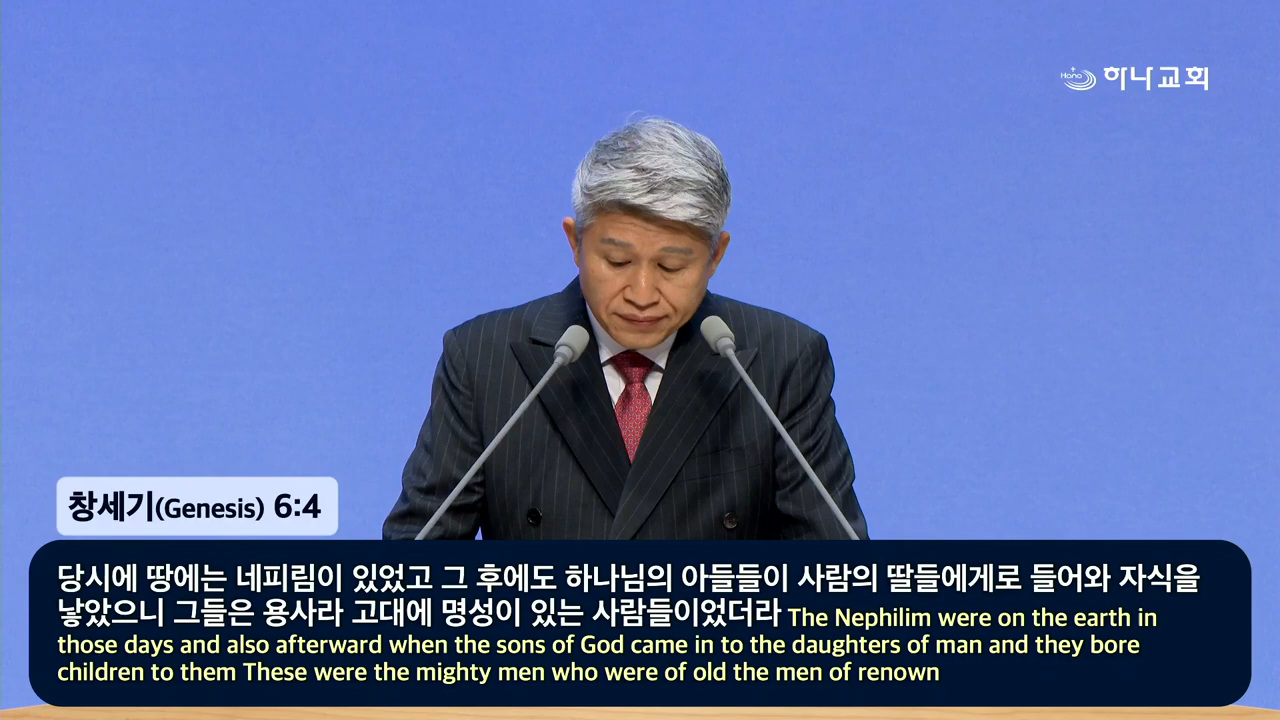 Hana 하나교회
창세기(Genesis) 6:4
당시에 땅에는 네피림이 있었고 그 후에도 하나님의 아들들이 사람의 딸들에게로 들어와 자식을
낳았으니 그들은 용사라 고대에 명성이 있는 사람들이었더라 The Nephilim were on the earth in
those days and also afterward when the sons of God came in to the daughters of man and they bore
children to them These were the mighty men who were of old the men of renown